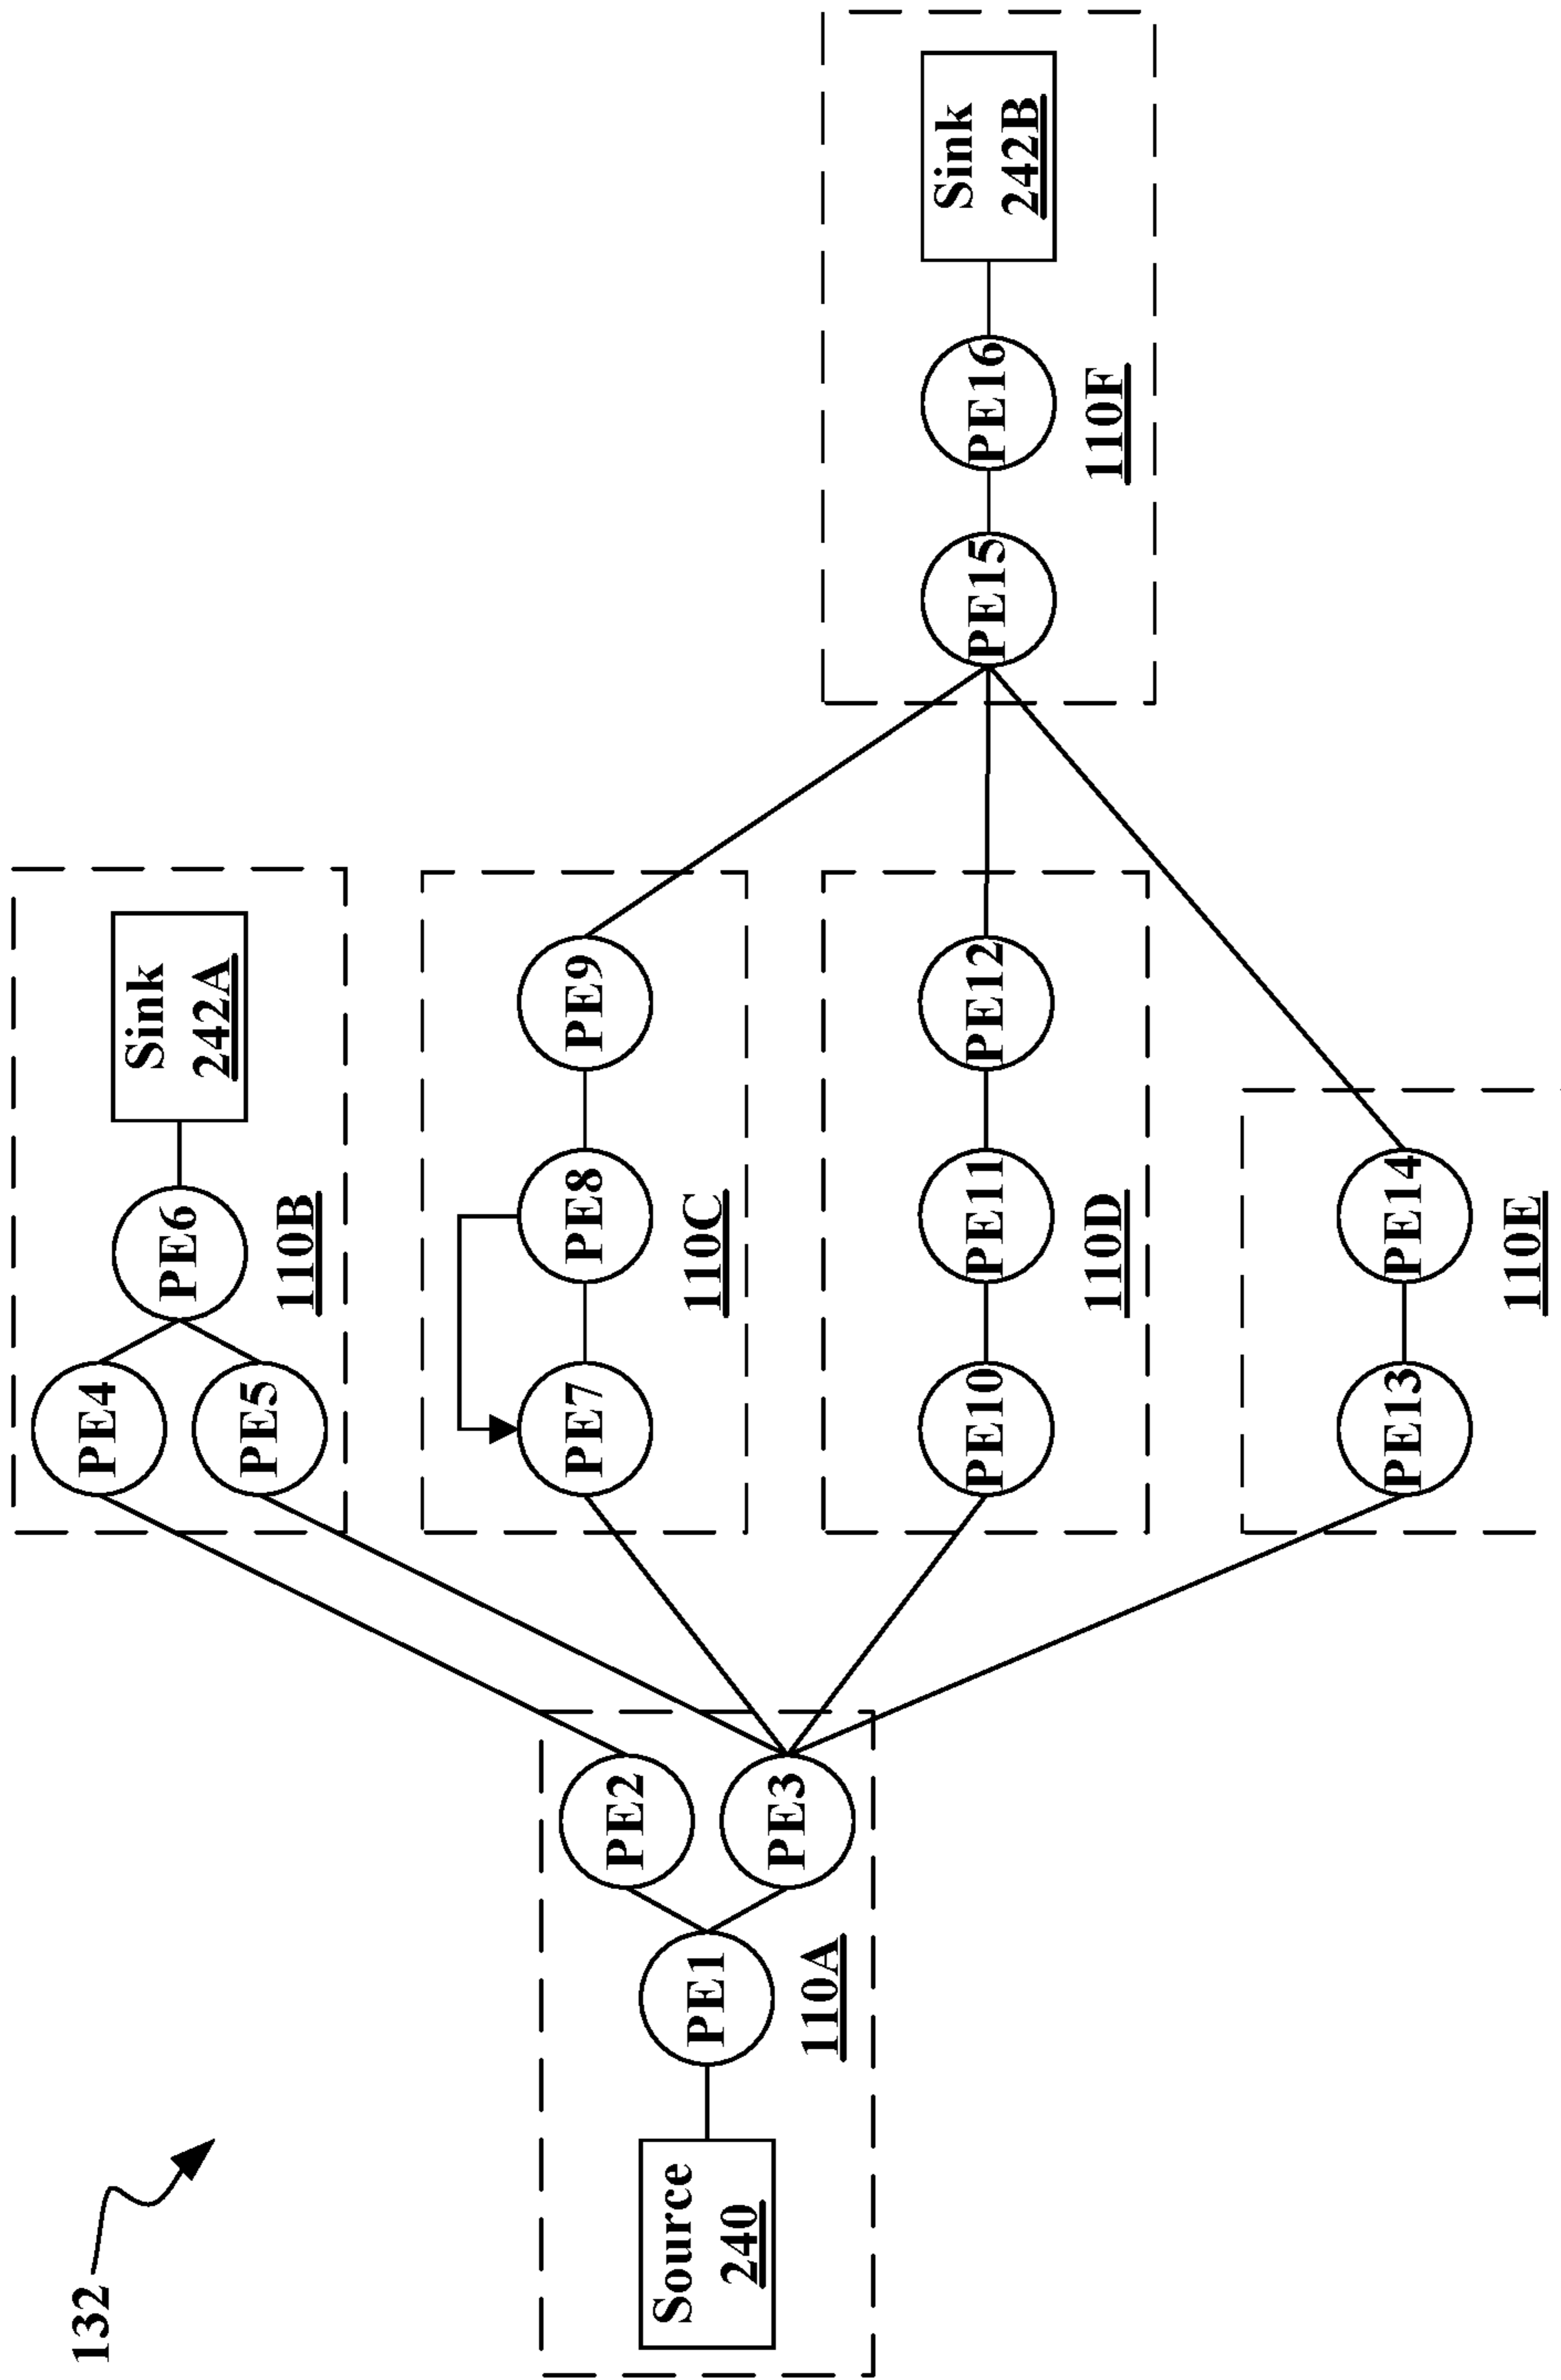 132
Source
240
PE1
PE2
PE3
110A
PE4
PE5
PE6
Sink
242A
110B
PE7
PE8
PE9
110C
PE10
PE11
PE12
110D
PE13
PE14
110E
PE15
PE16
Sink
242B
110F